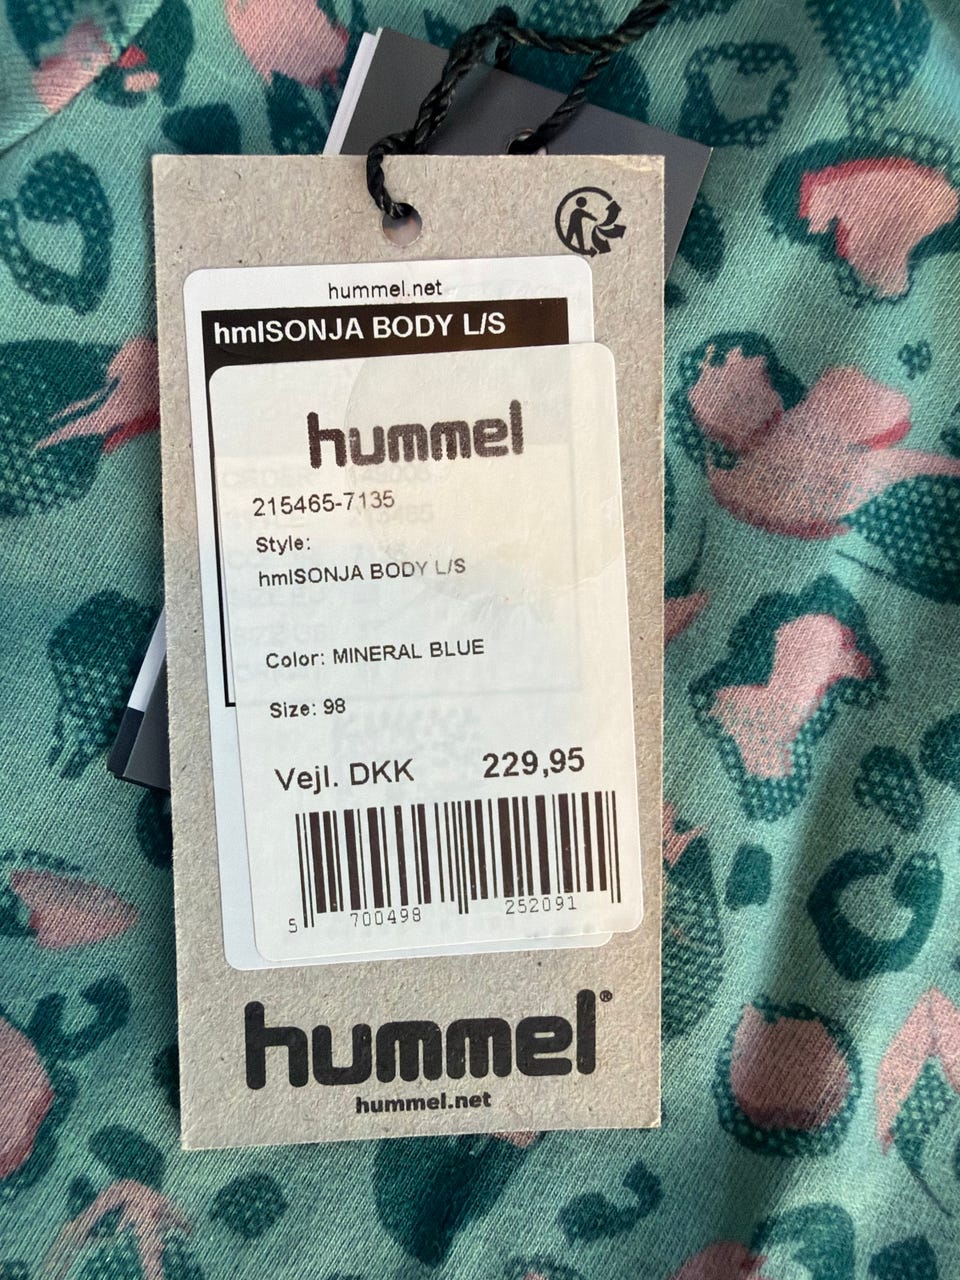 hummel.net
hmlSONJA BODY L/S
hummel
215465-7135
Style:
hmlSONJA BODY L/S
Color: MINERAL BLUE
Size: 98
Vejl. DKK 229,95
5 700498 252091
hummel®
hummel.net